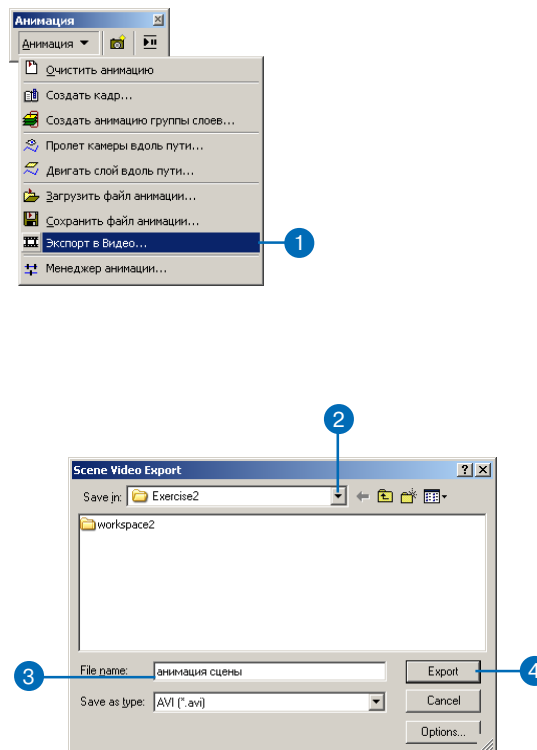 Анимация
Анимация
Очистить анимацию
Создать кадр...
Создать анимацию группы слоев...
Пролет камеры вдоль пути...
Двигать слой вдоль пути...
Загрузить файл анимации...
Сохранить файл анимации...
Экспорт в Видео...
1
Менеджер анимации...
2
Scene Video Export
Save in: Exercise2
workspace2
3
File name: анимация сцены
Export
4
Save as type: AVI (*.avi)
Cancel
Options...